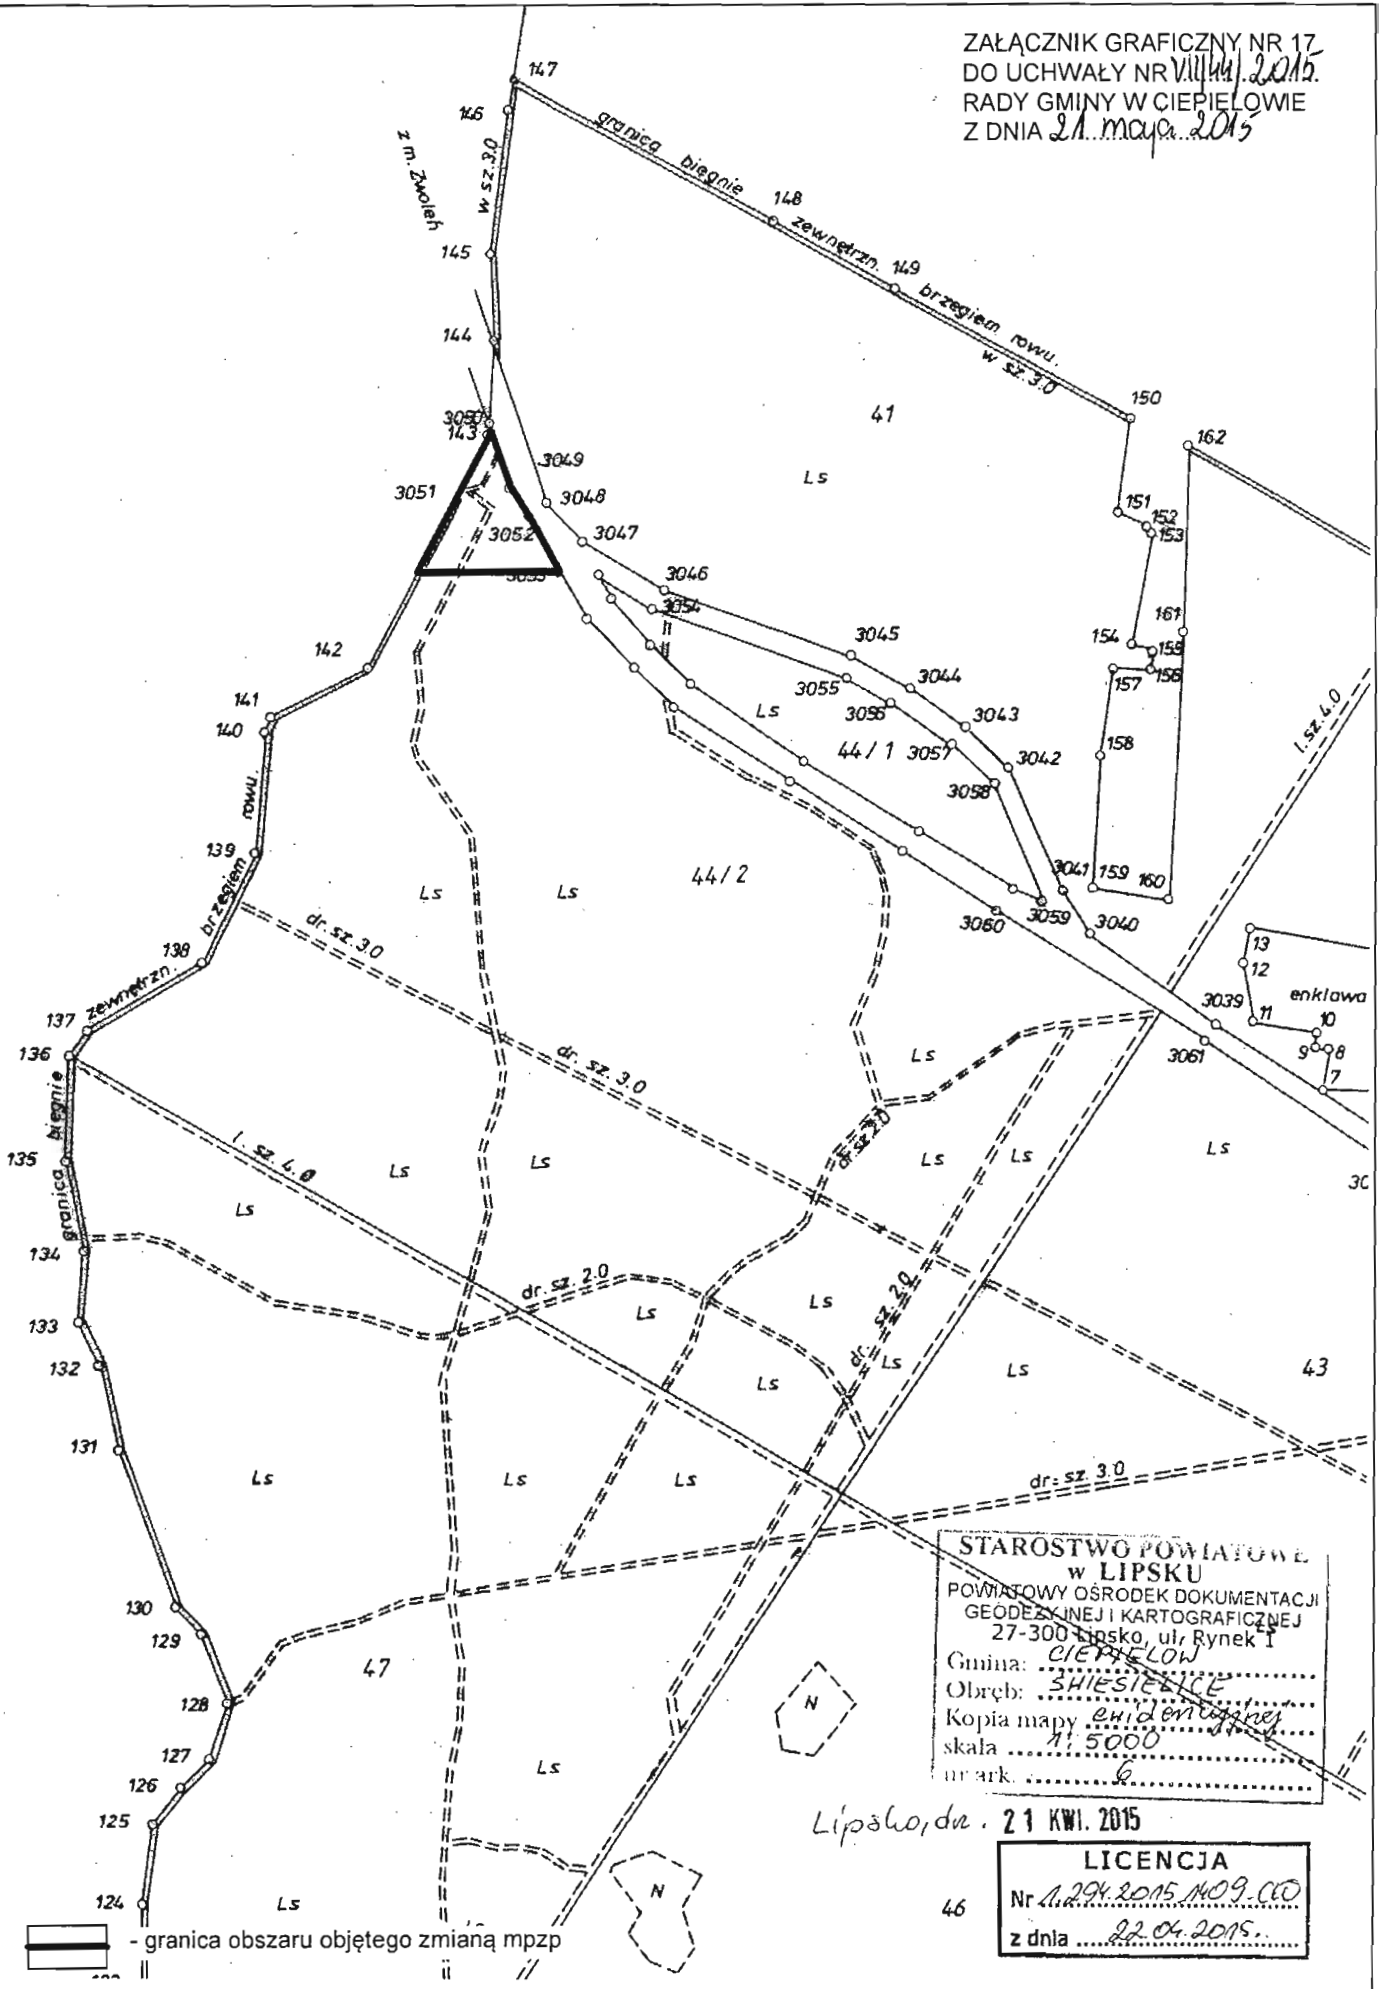 ZAŁĄCZNIK GRAFICZNY NR 17
DO UCHWAŁY NR VII/44/2015
RADY GMINY W CIEPIELOWIE
Z DNIA 21 maja 2015
147
146
z m. Zwoleń
w sz.3.0
granica biegnie
148
zewnętrzn.
149
brzegiem rowu.
w sz.3.0
145
144
150
162
41
3050
143
3049
Ls
3051
3048
151
152
153
3052
3047
3053
3046
3054
161
154
155
156
157
142
3045
3055
3044
141
140
3056
Ls
3043
44/1
3057
3042
158
3058
l.sz.4.0
rowu.
139
brzegiem
Ls
Ls
44/2
3041
159
160
3059
3060
3040
dr. sz. 3.0
138
zewnętrzn.
13
12
enklawa
137
3039
11
10
136
9
8
3061
7
dr. sz. 3.0
Ls
granica biegnie
dr.sz.2.0
135
l. sz. 4.0
Ls
Ls
Ls
Ls
Ls
30
Ls
134
dr. sz. 2.0
Ls
Ls
dr. sz. 2.0
133
132
Ls
Ls
Ls
43
131
Ls
Ls
Ls
dr. sz. 3.0
130
129
47
128
N
127
126
Ls
125
124
Ls
N
46
STAROSTWO POWIATOWE
w LIPSKU
POWIATOWY OŚRODEK DOKUMENTACJI
GEODEZYJNEJ I KARTOGRAFICZNEJ
Ls
27-300 Lipsko, ul. Rynek 1
Gmina: CIEPIELÓW
Obręb: ŚWIESIELICE
Kopia mapy ewidencyjnej
skala 1:5000
nr ark. 6
Lipsko, dn. 21 KWI. 2015
LICENCJA
Nr 1.294.2015.1409-CLO
z dnia 22.04.2015.
- granica obszaru objętego zmianą mpzp